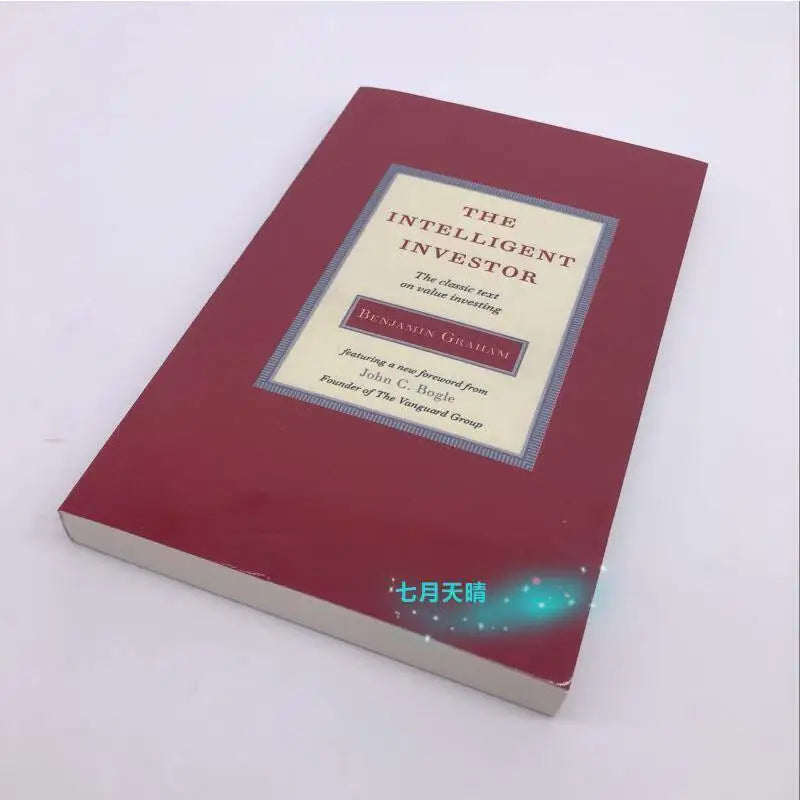 THE
INTELLIGENT
INVESTOR
The classic text
on value investing
BENJAMIN GRAHAM
featuring a new foreword from
John C. Bogle
Founder of The Vanguard Group
七月天晴